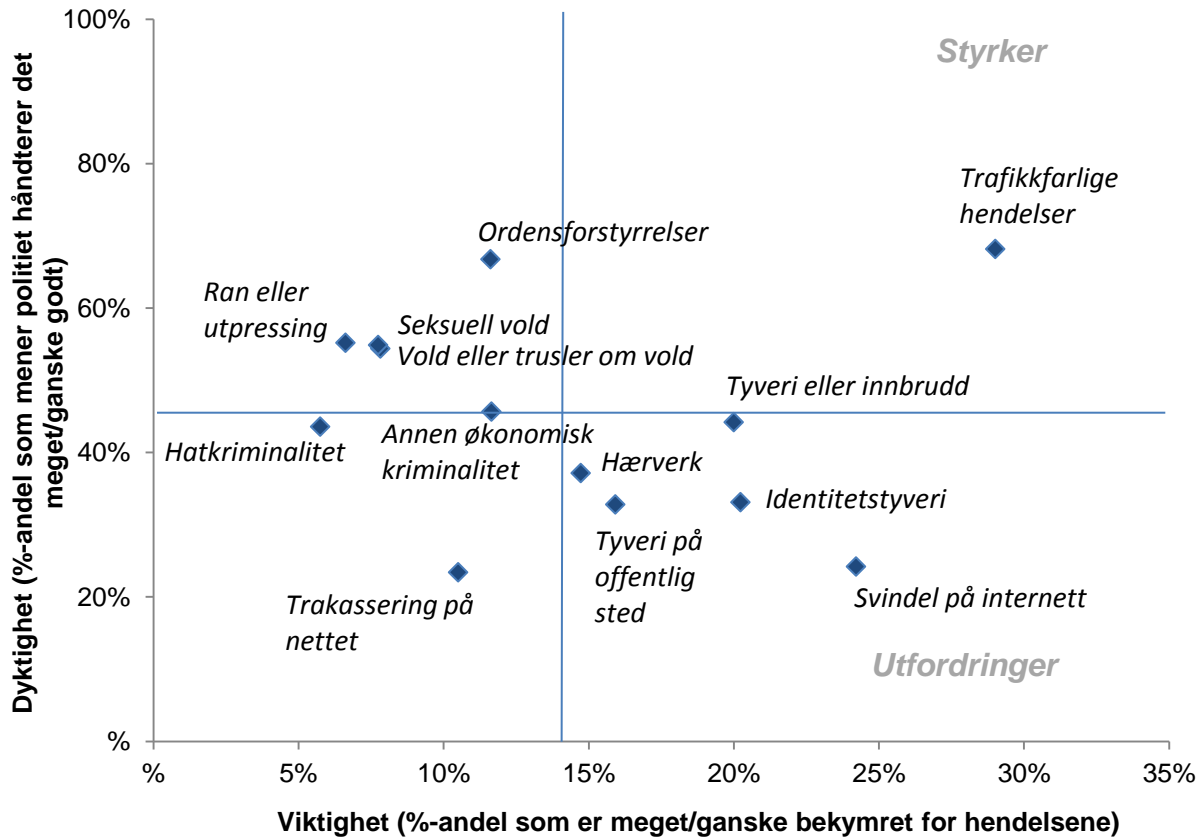 Dyktighet (%-andel som mener politiet håndterer det
meget/ganske godt)
100%
80%
60%
40%
20%
%
Styrker
Trafikkfarlige
hendelser
Ordensforstyrrelser
Ran eller
utpressing
Seksuell vold
Vold eller trusler om vold
Tyveri eller innbrudd
Hatkriminalitet
Annen økonomisk
kriminalitet
Hærverk
Identitetstyveri
Tyveri på
offentlig
sted
Trakassering på
nettet
Svindel på internett
Utfordringer
%
5%
10%
15%
20%
25%
30%
35%
Viktighet (%-andel som er meget/ganske bekymret for hendelsene)